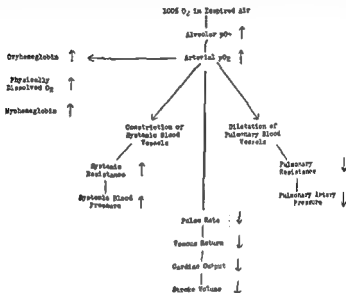 100% O₂ in Inspired Air
Alveolar pO₂ ↑
Arterial pO₂ ↑
Oxyhemoglobin ↑
Physically
Dissolved O₂ ↑
Myohemoglobin ↑
Constriction of
Systemic Blood
Vessels
Systemic
Resistance ↑
Systemic Blood
Pressure ↑
Dilatation of
Pulmonary Blood
Vessels
Pulmonary
Resistance ↓
Pulmonary Artery
Pressure ↓
Pulse Rate ↓
Venous Return ↓
Cardiac Output ↓
Stroke Volume ↓